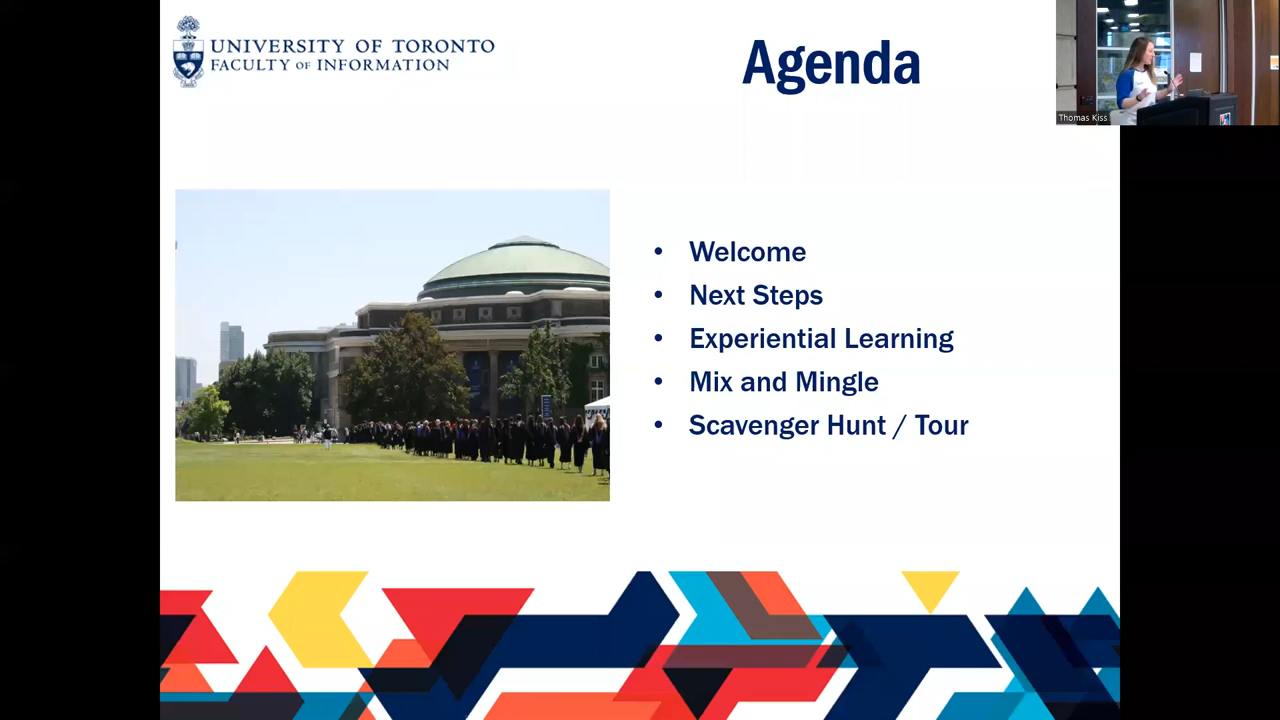 UNIVERSITY OF TORONTO
FACULTY OF INFORMATION
Agenda
Thomas Kiss
• Welcome
• Next Steps
• Experiential Learning
• Mix and Mingle
• Scavenger Hunt / Tour